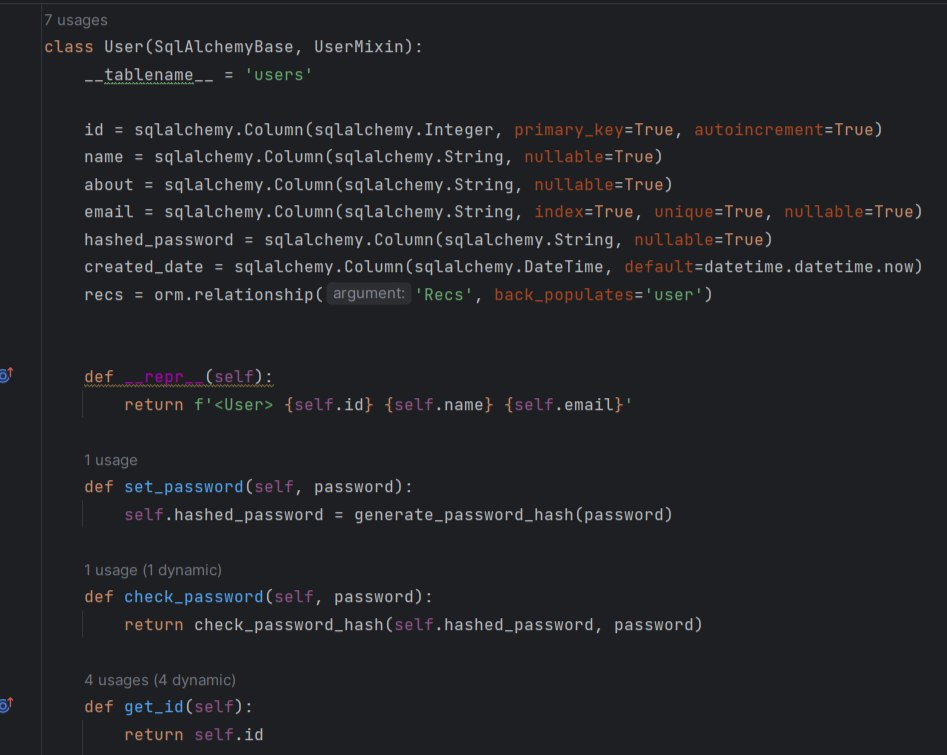 7 usages
class User(SqlAlchemyBase, UserMixin):
    __tablename__ = 'users'

    id = sqlalchemy.Column(sqlalchemy.Integer, primary_key=True, autoincrement=True)
    name = sqlalchemy.Column(sqlalchemy.String, nullable=True)
    about = sqlalchemy.Column(sqlalchemy.String, nullable=True)
    email = sqlalchemy.Column(sqlalchemy.String, index=True, unique=True, nullable=True)
    hashed_password = sqlalchemy.Column(sqlalchemy.String, nullable=True)
    created_date = sqlalchemy.Column(sqlalchemy.DateTime, default=datetime.datetime.now)
    recs = orm.relationship( argument: 'Recs', back_populates='user')

    def __repr__(self):
        return f'<User> {self.id} {self.name} {self.email}'

    1 usage
    def set_password(self, password):
        self.hashed_password = generate_password_hash(password)

    1 usage (1 dynamic)
    def check_password(self, password):
        return check_password_hash(self.hashed_password, password)

    4 usages (4 dynamic)
    def get_id(self):
        return self.id